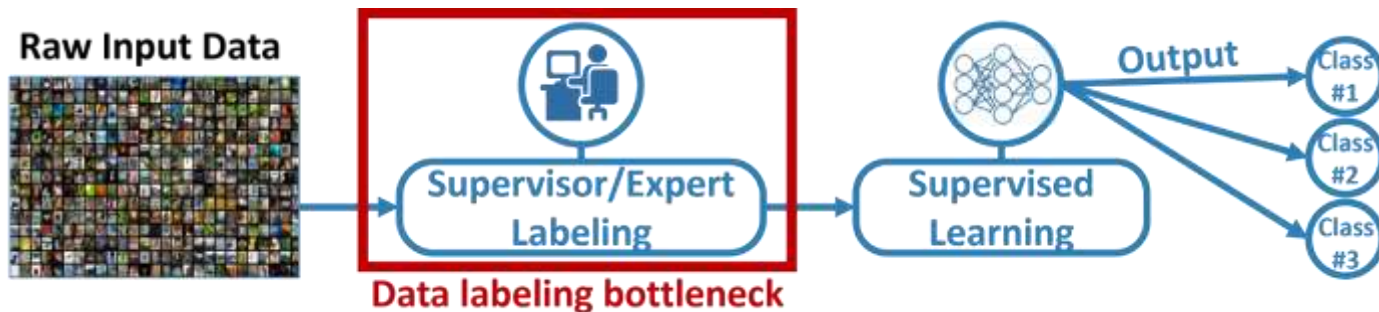 Raw Input Data
Supervisor/Expert
Labeling
Data labeling bottleneck
Supervised
Learning
Output
Class
#1
Class
#2
Class
#3